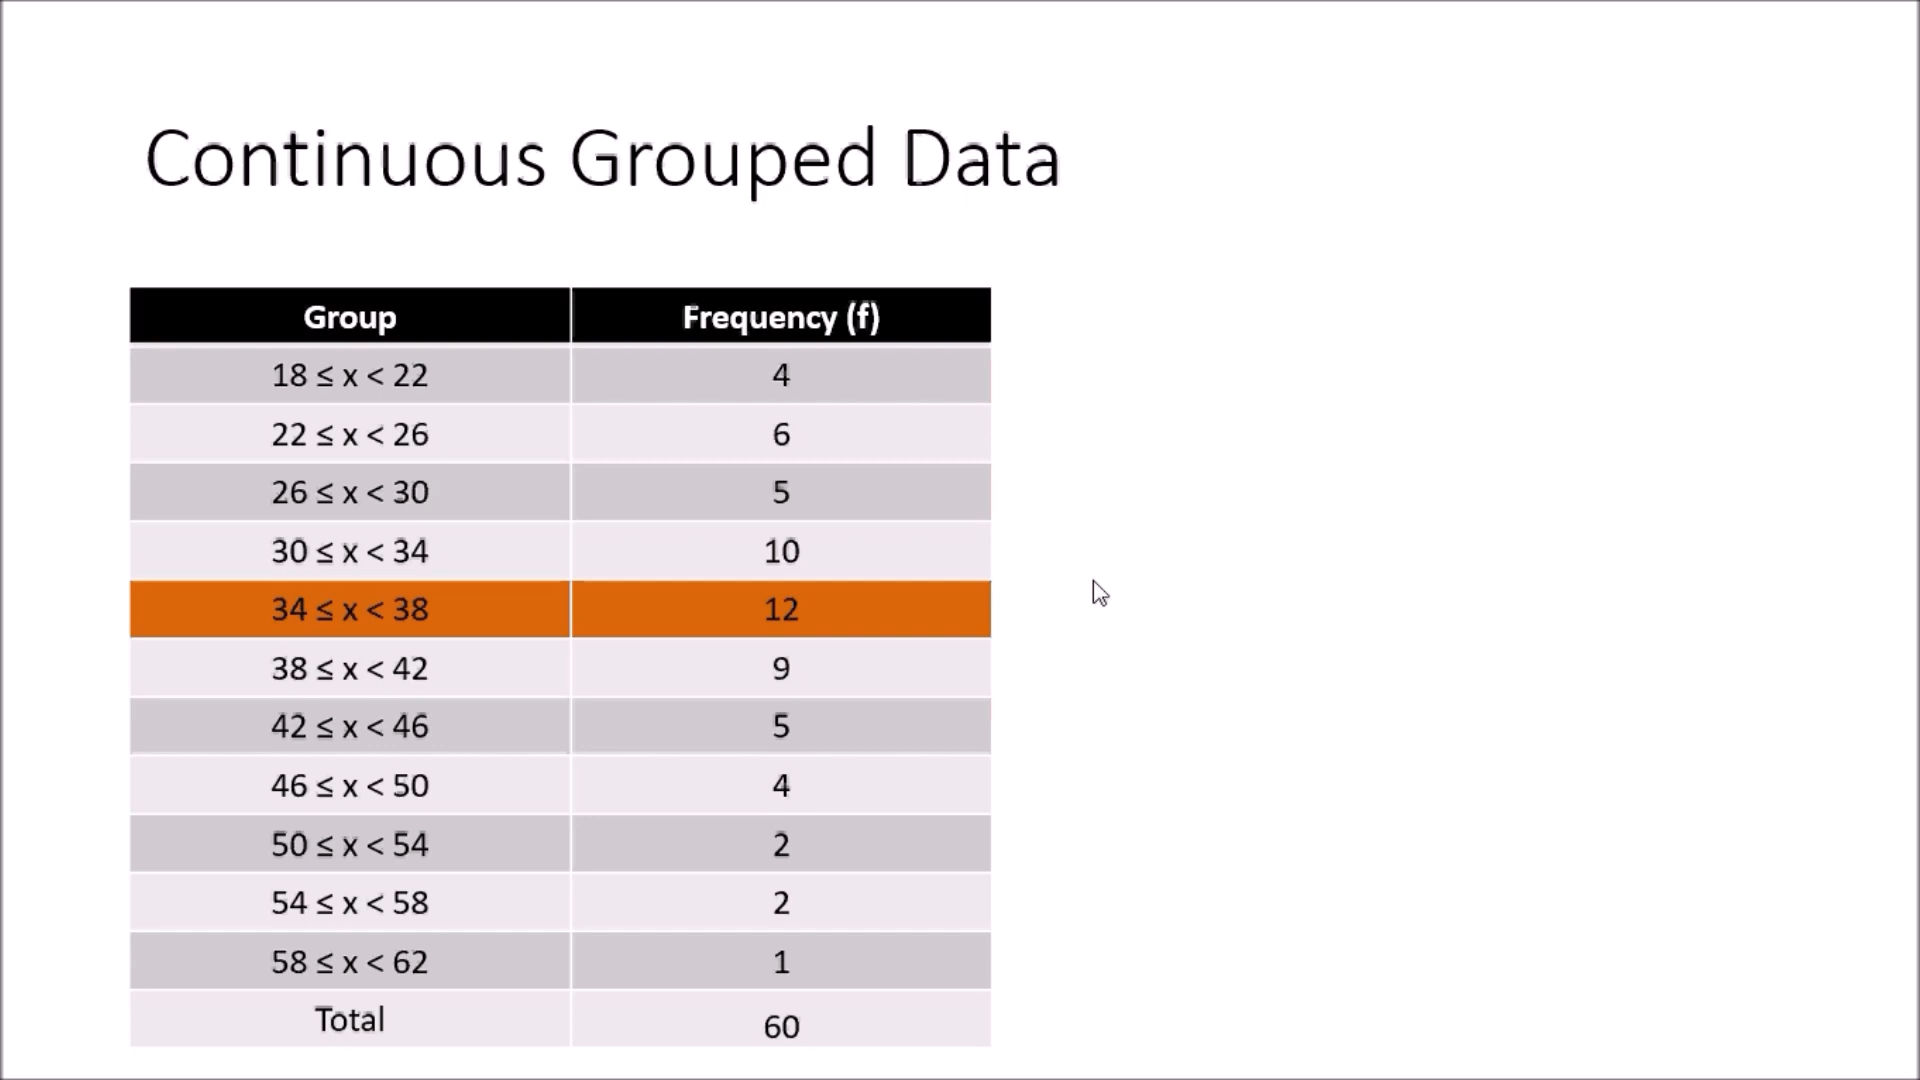 Continuous Grouped Data
Group Frequency (f)
18 ≤ x < 22 4
22 ≤ x < 26 6
26 ≤ x < 30 5
30 ≤ x < 34 10
34 ≤ x < 38 12
38 ≤ x < 42 9
42 ≤ x < 46 5
46 ≤ x < 50 4
50 ≤ x < 54 2
54 ≤ x < 58 2
58 ≤ x < 62 1
Total 60